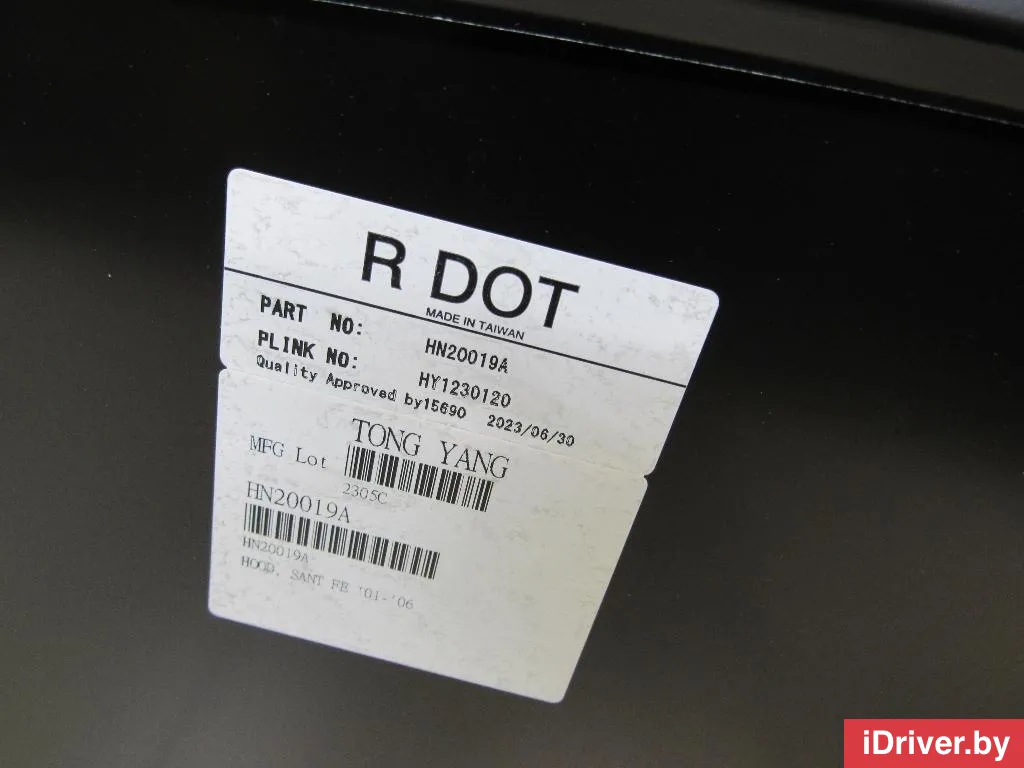 R DOT
MADE IN TAIWAN
PART NO: HN20019A
PLINK NO: HY1230120
Quality Approved by15690 2023/06/30
TONG YANG
MFG Lot
2305C
HN20019A
HN20019A
HOOD, SANT FE '01-'06
iDriver.by